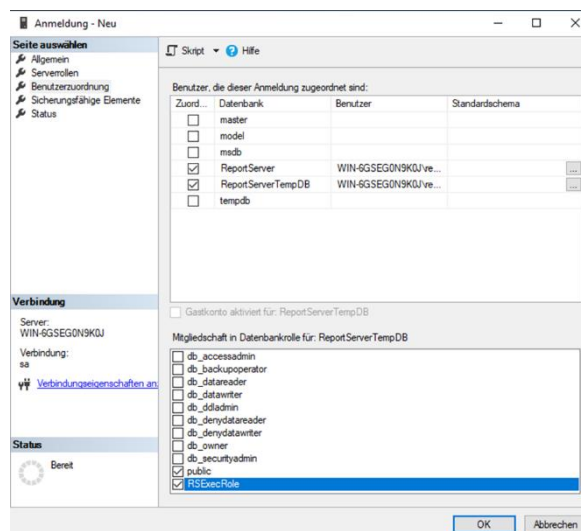 Anmeldung - Neu
Seite auswählen
Allgemein
Serverrollen
Benutzerzuordnung
Sicherungsfähige Elemente
Status
Skript
Hilfe
Benutzer, die dieser Anmeldung zugeordnet sind:
Zuord... Datenbank Benutzer Standardschema
master
model
msdb
ReportServer WIN-6GSEG0N9K0J\re... ...
ReportServerTempDB WIN-6GSEG0N9K0J\re... ...
tempdb
Gastkonto aktiviert für: ReportServerTempDB
Mitgliedschaft in Datenbankrolle für: ReportServerTempDB
db_accessadmin
db_backupoperator
db_datareader
db_datawriter
db_ddladmin
db_denydatareader
db_denydatawriter
db_owner
db_securityadmin
public
RSExecRole
Verbindung
Server:
WIN-6GSEG0N9K0J
Verbindung:
sa
Verbindungseigenschaften an
Status
Bereit
OK Abbrechen